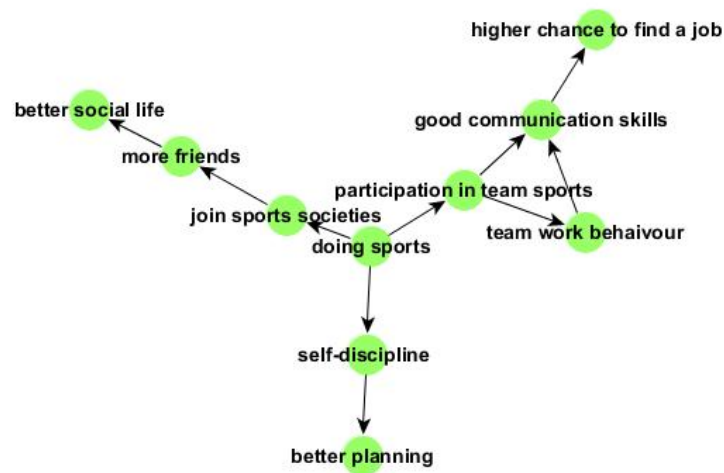 higher chance to find a job
better social life
good communication skills
more friends
participation in team sports
join sports societies
team work behaivour
doing sports
self-discipline
better planning